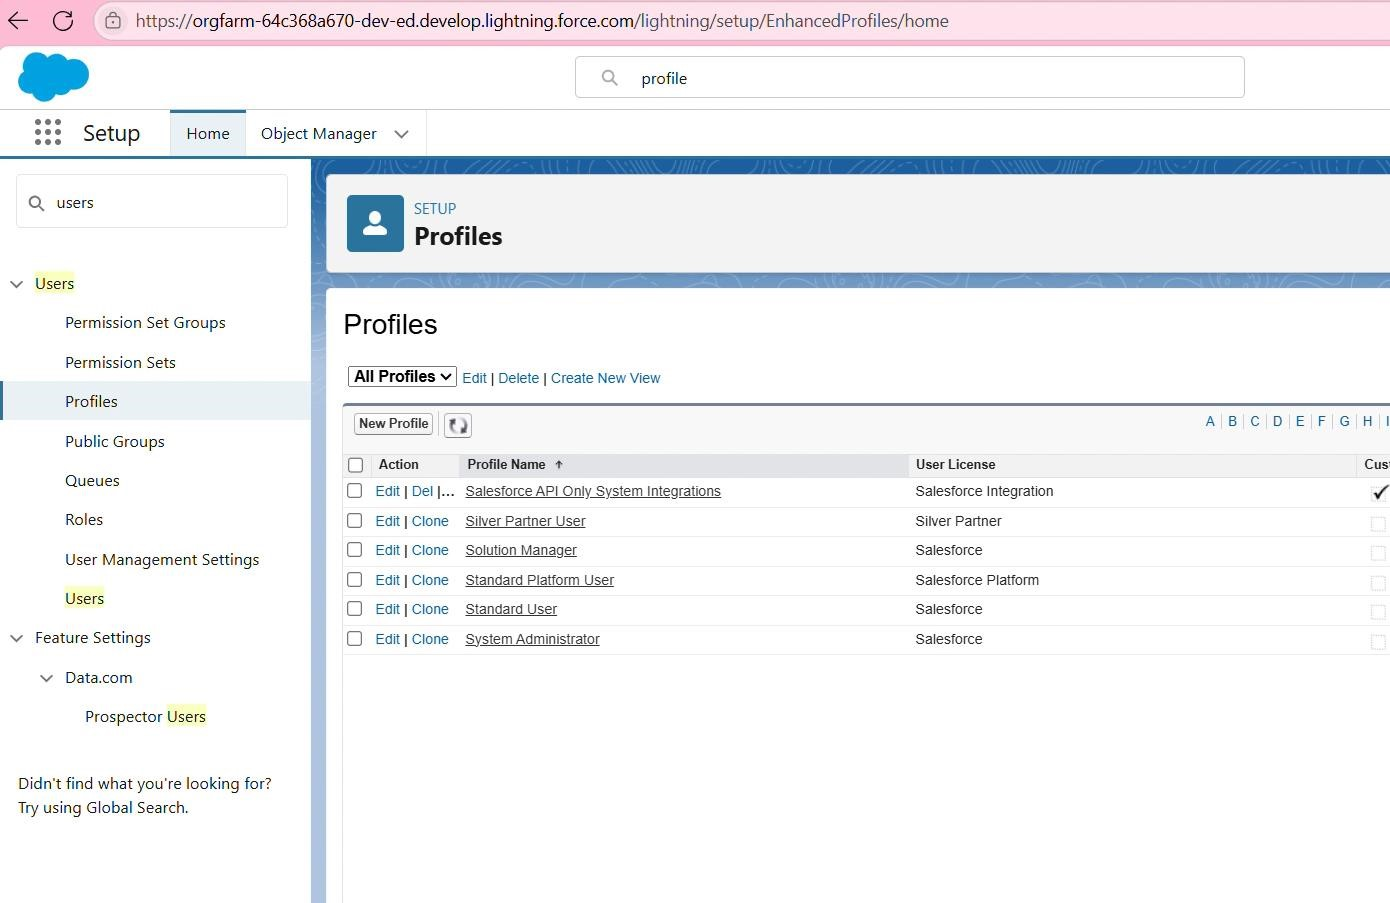 https://orgfarm-64c368a670-dev-ed.develop.lightning.force.com/lightning/setup/EnhancedProfiles/home
profile
Setup
Home
Object Manager
users
SETUP
Profiles
Users
Permission Set Groups
Permission Sets
Profiles
Public Groups
Queues
Roles
User Management Settings
Users
Feature Settings
Data.com
Prospector Users
Didn't find what you're looking for?
Try using Global Search.
Profiles
All Profiles Edit | Delete | Create New View
New Profile A | B | C | D | E | F | G | H | I
Action Profile Name ↑ User License Cust
Edit | Del |... Salesforce API Only System Integrations Salesforce Integration
Edit | Clone Silver Partner User Silver Partner
Edit | Clone Solution Manager Salesforce
Edit | Clone Standard Platform User Salesforce Platform
Edit | Clone Standard User Salesforce
Edit | Clone System Administrator Salesforce